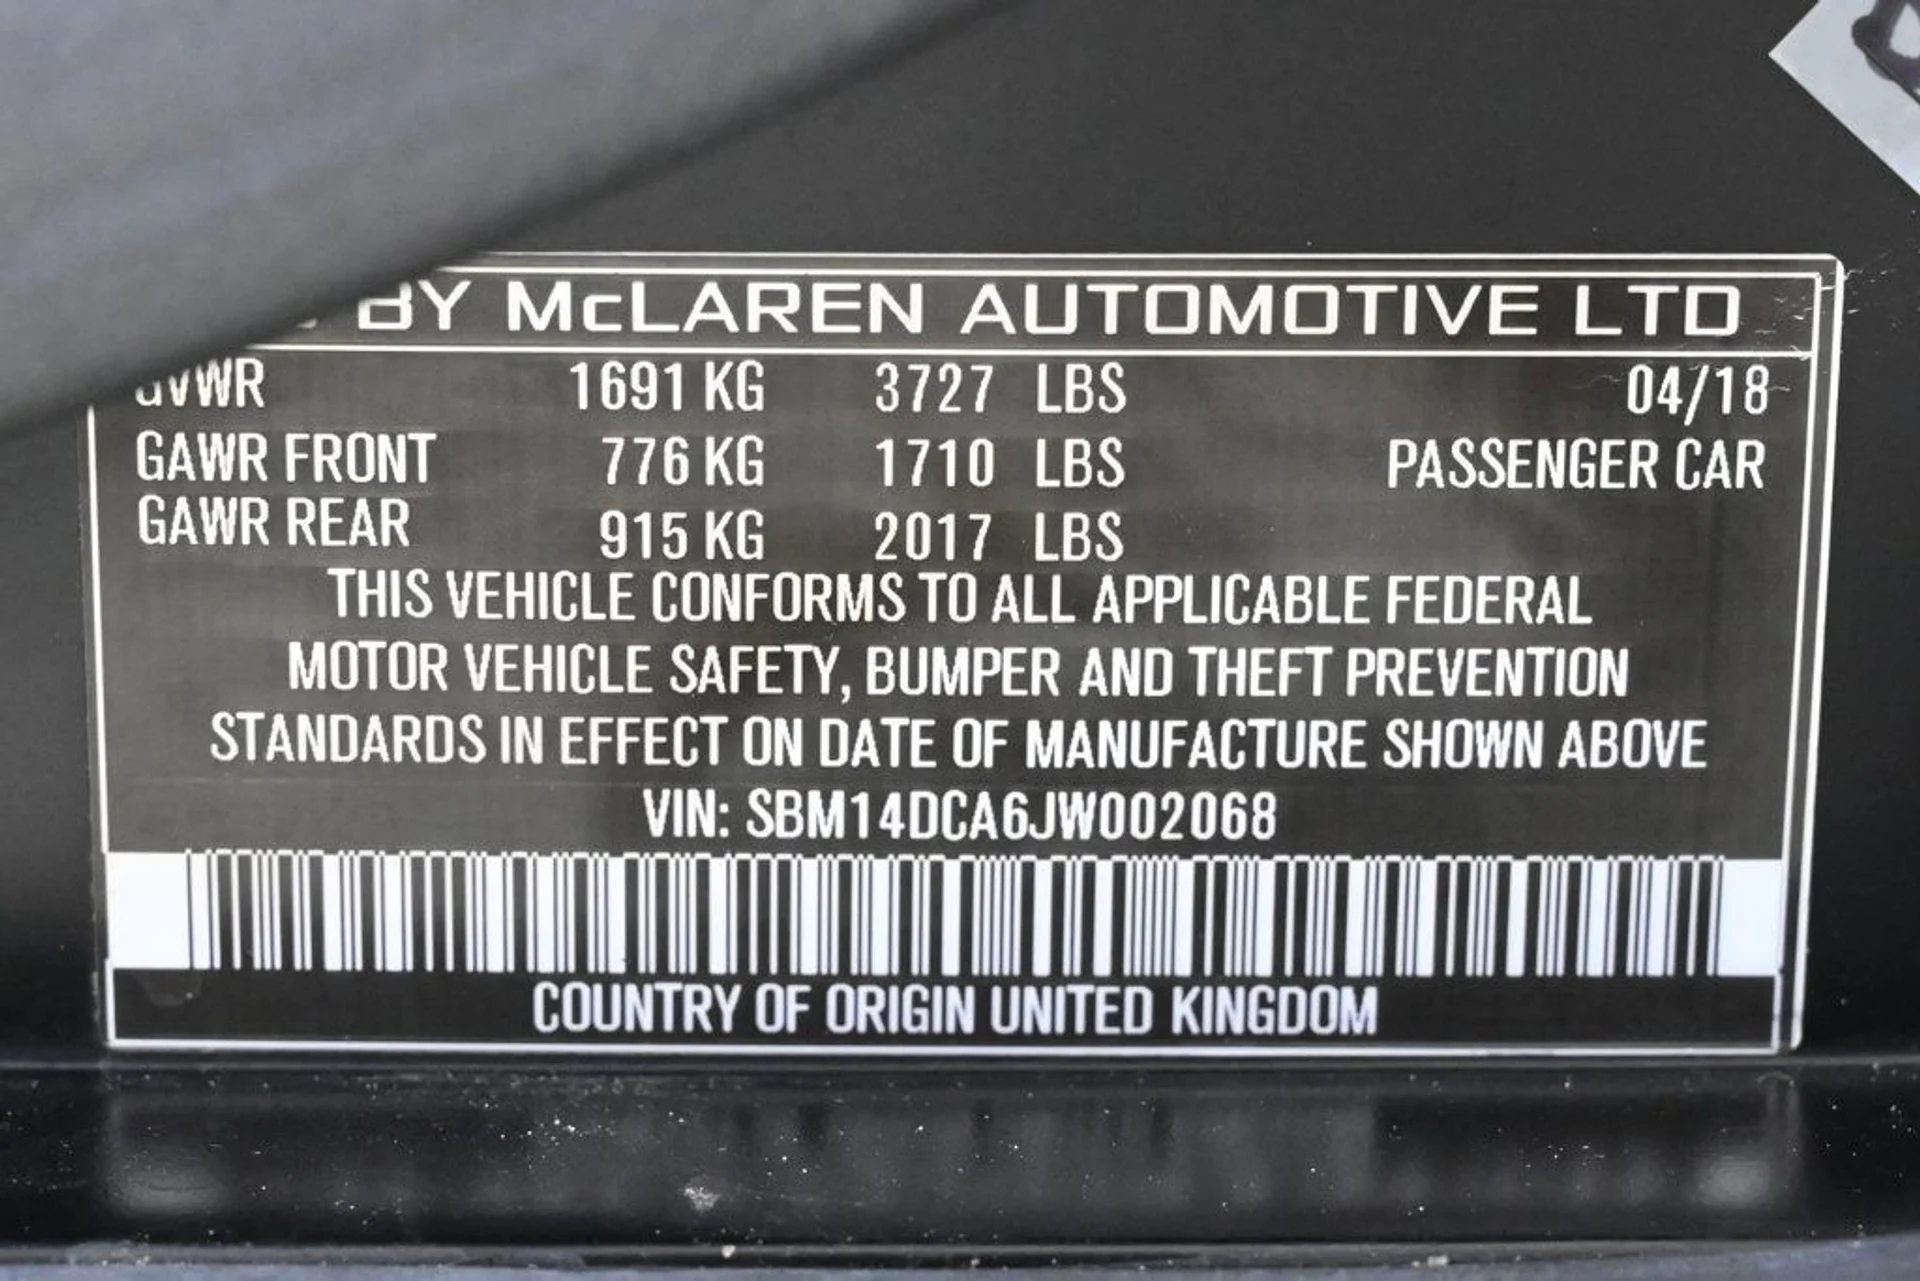 BY McLAREN AUTOMOTIVE LTD
GVWR 1691 KG 3727 LBS 04/18
GAWR FRONT 776 KG 1710 LBS PASSENGER CAR
GAWR REAR 915 KG 2017 LBS
THIS VEHICLE CONFORMS TO ALL APPLICABLE FEDERAL
MOTOR VEHICLE SAFETY, BUMPER AND THEFT PREVENTION
STANDARDS IN EFFECT ON DATE OF MANUFACTURE SHOWN ABOVE
VIN: SBM14DCA6JW002068
COUNTRY OF ORIGIN UNITED KINGDOM